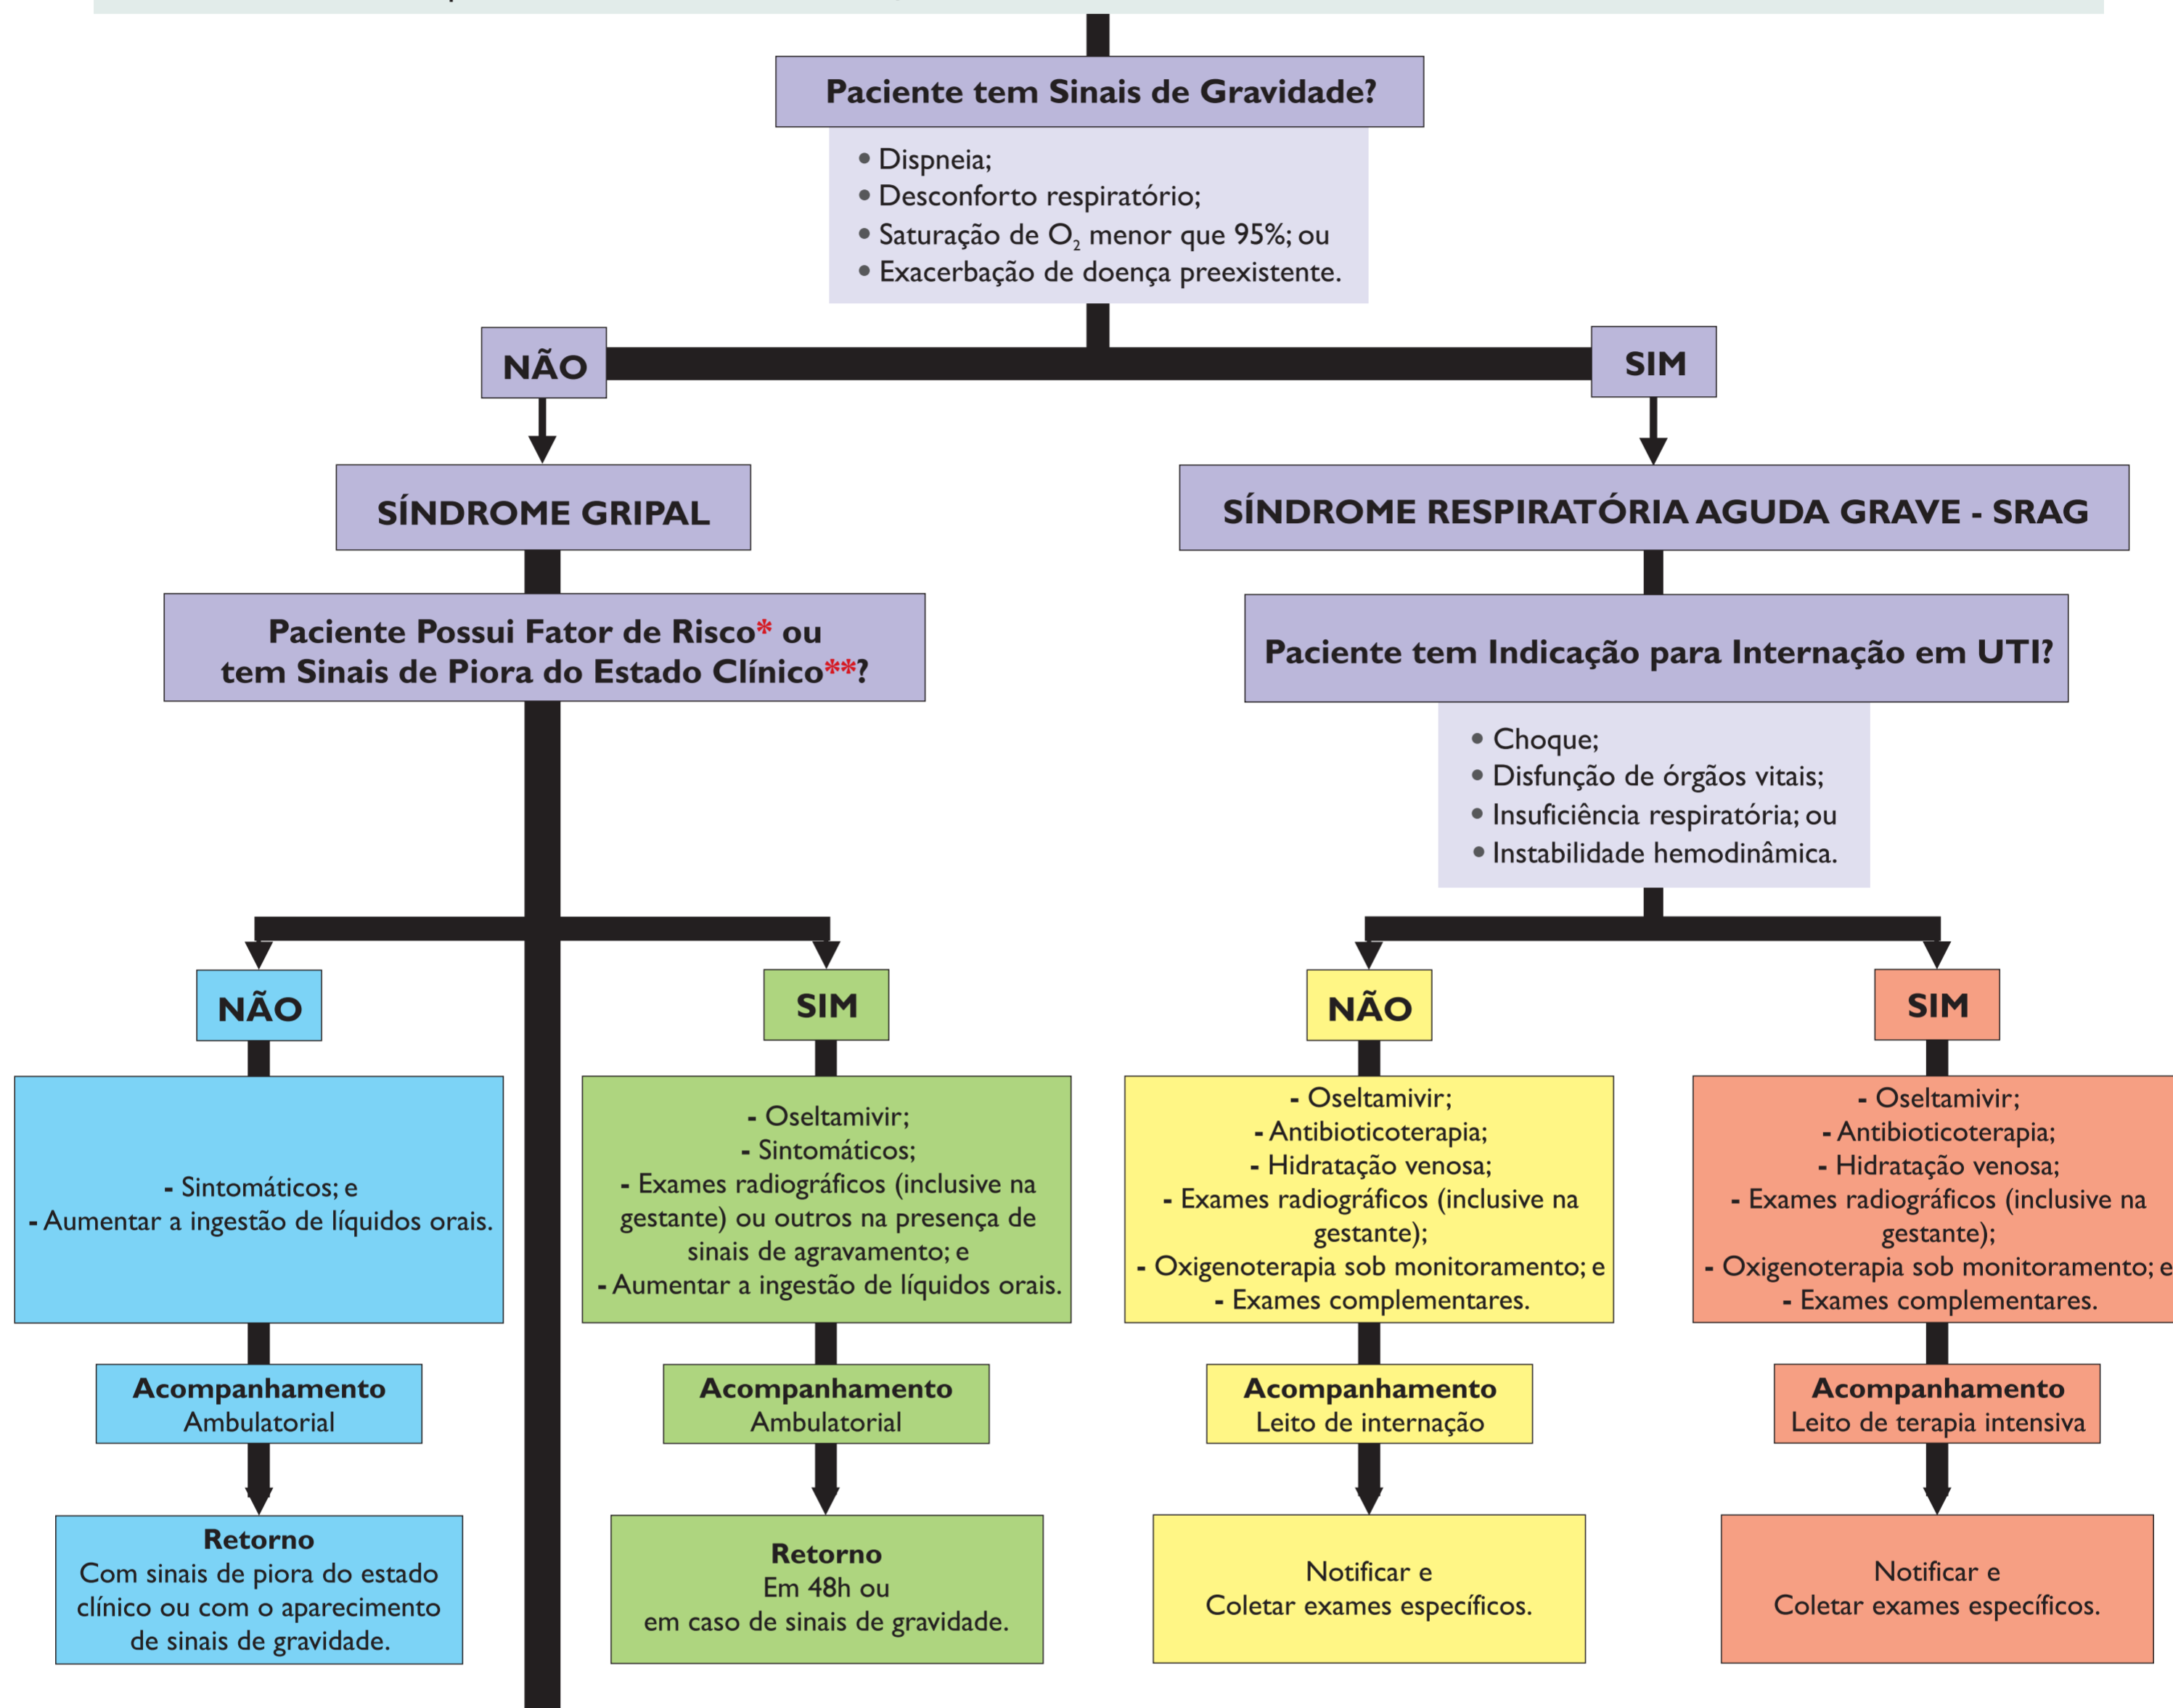 Paciente tem Sinais de Gravidade?
• Dispneia;
• Desconforto respiratório;
• Saturação de O₂ menor que 95%; ou
• Exacerbação de doença preexistente.
NÃO
SIM
SÍNDROME GRIPAL
SÍNDROME RESPIRATÓRIA AGUDA GRAVE - SRAG
Paciente Possui Fator de Risco* ou
tem Sinais de Piora do Estado Clínico**?
Paciente tem Indicação para Internação em UTI?
• Choque;
• Disfunção de órgãos vitais;
• Insuficiência respiratória; ou
• Instabilidade hemodinâmica.
NÃO
SIM
NÃO
SIM
- Sintomáticos; e
- Aumentar a ingestão de líquidos orais.
- Oseltamivir;
- Sintomáticos;
- Exames radiográficos (inclusive na
gestante) ou outros na presença de
sinais de agravamento; e
- Aumentar a ingestão de líquidos orais.
- Oseltamivir;
- Antibioticoterapia;
- Hidratação venosa;
- Exames radiográficos (inclusive na
gestante);
- Oxigenoterapia sob monitoramento; e
- Exames complementares.
- Oseltamivir;
- Antibioticoterapia;
- Hidratação venosa;
- Exames radiográficos (inclusive na
gestante);
- Oxigenoterapia sob monitoramento; e
- Exames complementares.
Acompanhamento
Ambulatorial
Acompanhamento
Ambulatorial
Acompanhamento
Leito de internação
Acompanhamento
Leito de terapia intensiva
Retorno
Com sinais de piora do estado
clínico ou com o aparecimento
de sinais de gravidade.
Retorno
Em 48h ou
em caso de sinais de gravidade.
Notificar e
Coletar exames específicos.
Notificar e
Coletar exames específicos.